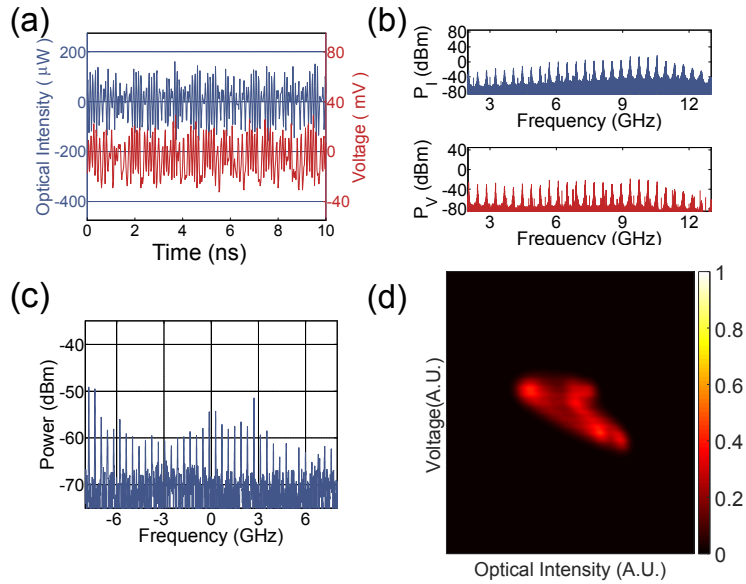 (a)
200
0
-200
-400
Optical Intensity ( μW)
80
40
0
-40
Voltage ( mV)
0 2 4 6 8 10
Time (ns)
(b)
80
40
0
-40
-80
P_I (dBm)
3 6 9 12
Frequency (GHz)
40
0
-40
-80
P_V (dBm)
3 6 9 12
Frequency (GHz)
(c)
-40
-50
-60
-70
Power (dBm)
-6 -3 0 3 6
Frequency (GHz)
(d)
Voltage(A.U.)
Optical Intensity (A.U.)
1
0.8
0.6
0.4
0.2
0